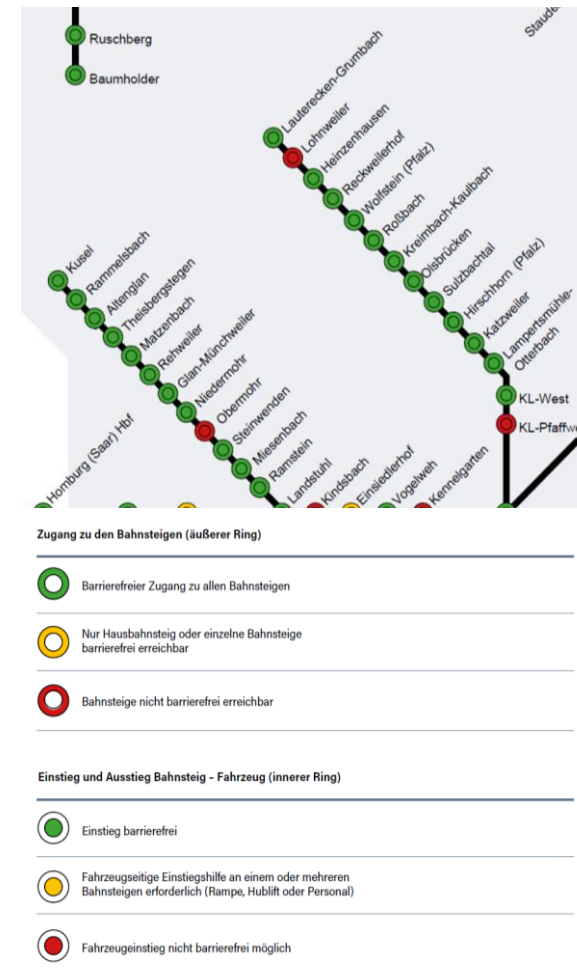 Ruschberg
Baumholder
Staude
Lauterecken-Grumbach
Lohnweiler
Heinzenhausen
Reckweilerhof
Wolfstein (Pfalz)
Roßbach
Kreimbach-Kaulbach
Olsbrücken
Sulzbachtal
Hirschhorn (Pfalz)
Katzweiler
Lampertsmühle-
Otterbach
KL-West
KL-Pfaffwe
Kusel
Rammelsbach
Altenglan
Theisbergstegen
Matzenbach
Rehweiler
Glan-Münchweiler
Niedermohr
Obermohr
Steinwenden
Miesenbach
Ramstein
Landstuhl
Kindsbach
Einsiedlerhof
Vogelweh
Kennelgarten
Homburg (Saar) Hbf
Zugang zu den Bahnsteigen (äußerer Ring)
Barrierefreier Zugang zu allen Bahnsteigen
Nur Hausbahnsteig oder einzelne Bahnsteige
barrierefrei erreichbar
Bahnsteige nicht barrierefrei erreichbar
Einstieg und Ausstieg Bahnsteig – Fahrzeug (innerer Ring)
Einstieg barrierefrei
Fahrzeugseitige Einstiegshilfe an einem oder mehreren
Bahnsteigen erforderlich (Rampe, Hublift oder Personal)
Fahrzeugeinstieg nicht barrierefrei möglich